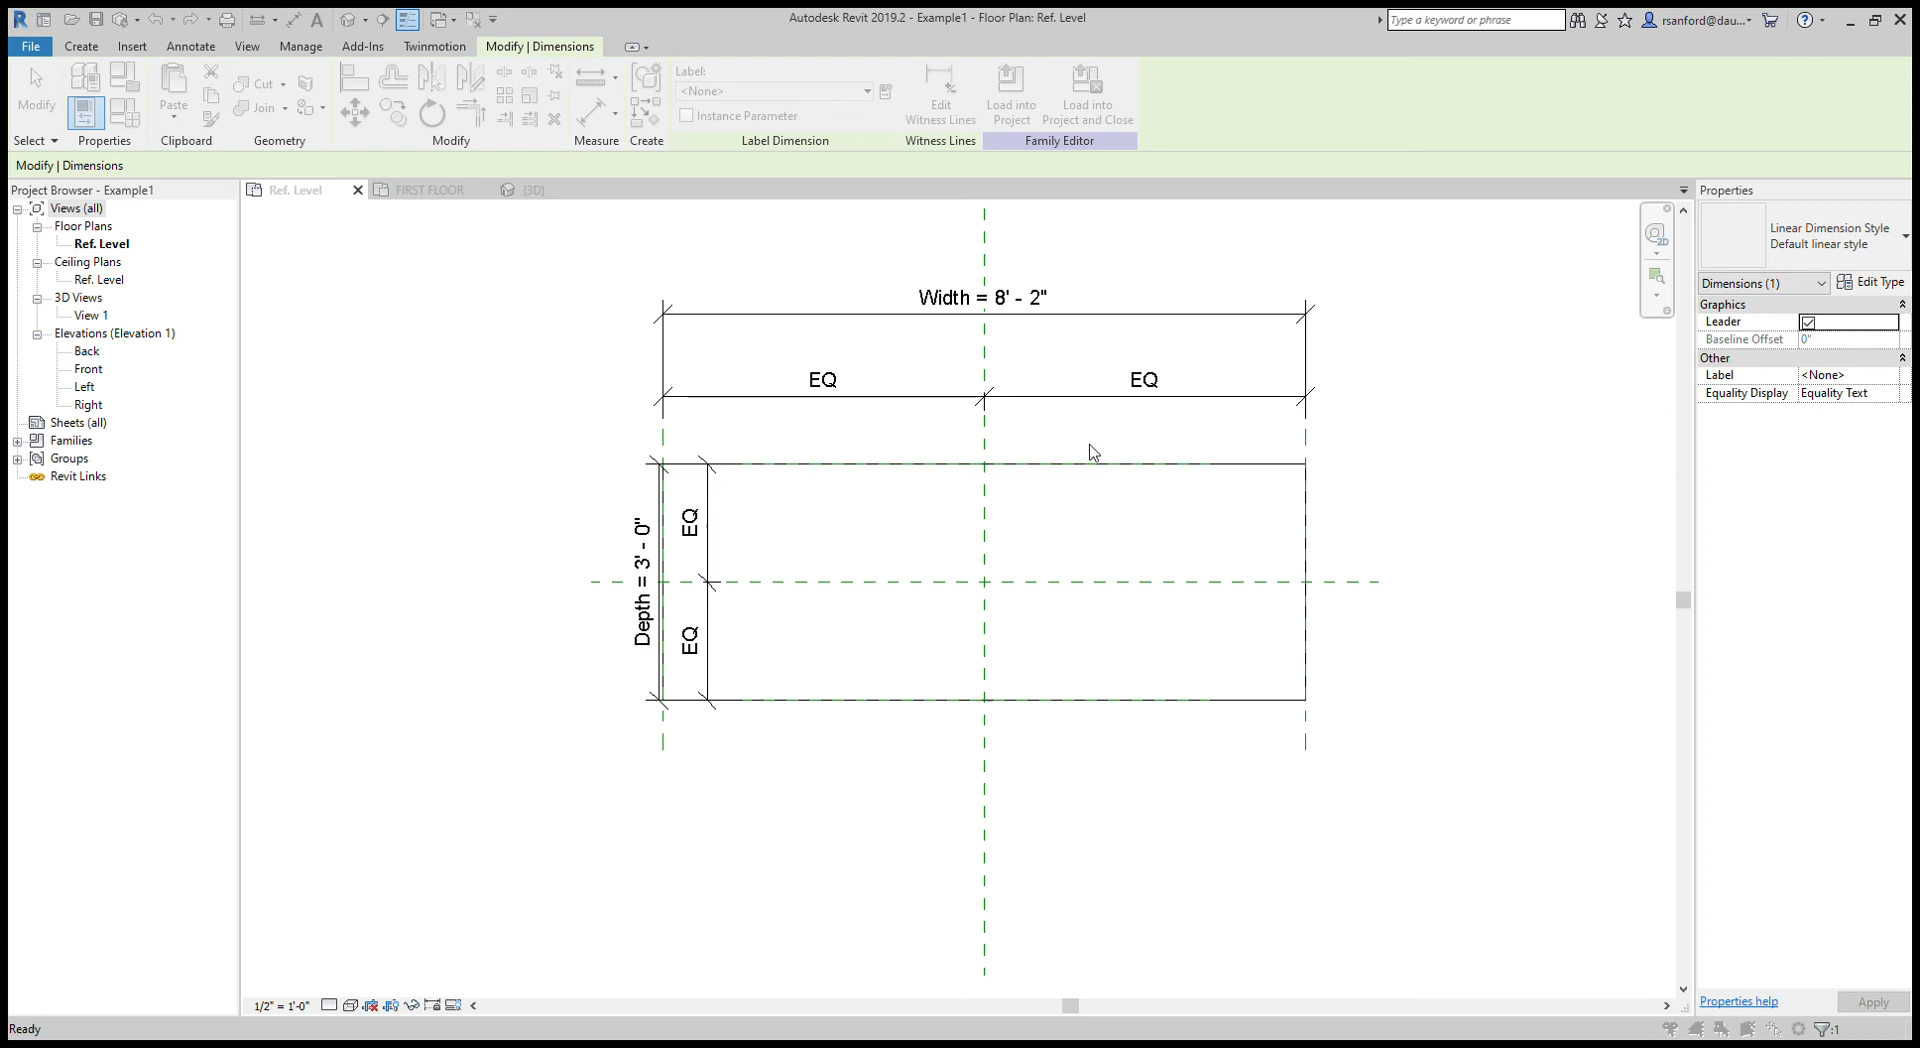 Autodesk Revit 2019.2 - Example1 - Floor Plan: Ref. Level
Type a keyword or phrase
rsanford@dau...
File
Create
Insert
Annotate
View
Manage
Add-Ins
Twinmotion
Modify | Dimensions
Modify
Paste
Cut
Join
Label:
<None>
Instance Parameter
Edit
Witness Lines
Load into
Project
Load into
Project and Close
Select
Properties
Clipboard
Geometry
Modify
Measure
Create
Label Dimension
Witness Lines
Family Editor
Modify | Dimensions
Project Browser - Example1
Views (all)
Floor Plans
Ref. Level
Ceiling Plans
Ref. Level
3D Views
View 1
Elevations (Elevation 1)
Back
Front
Left
Right
Sheets (all)
Families
Groups
Revit Links
Ref. Level
FIRST FLOOR
{3D}
Width = 8' - 2"
EQ
EQ
Depth = 3' - 0"
EQ
EQ
2D
Properties
Linear Dimension Style
Default linear style
Dimensions (1)
Edit Type
Graphics
Leader
Baseline Offset
0"
Other
Label
<None>
Equality Display
Equality Text
1/2" = 1'-0"
Properties help
Apply
Ready
:1